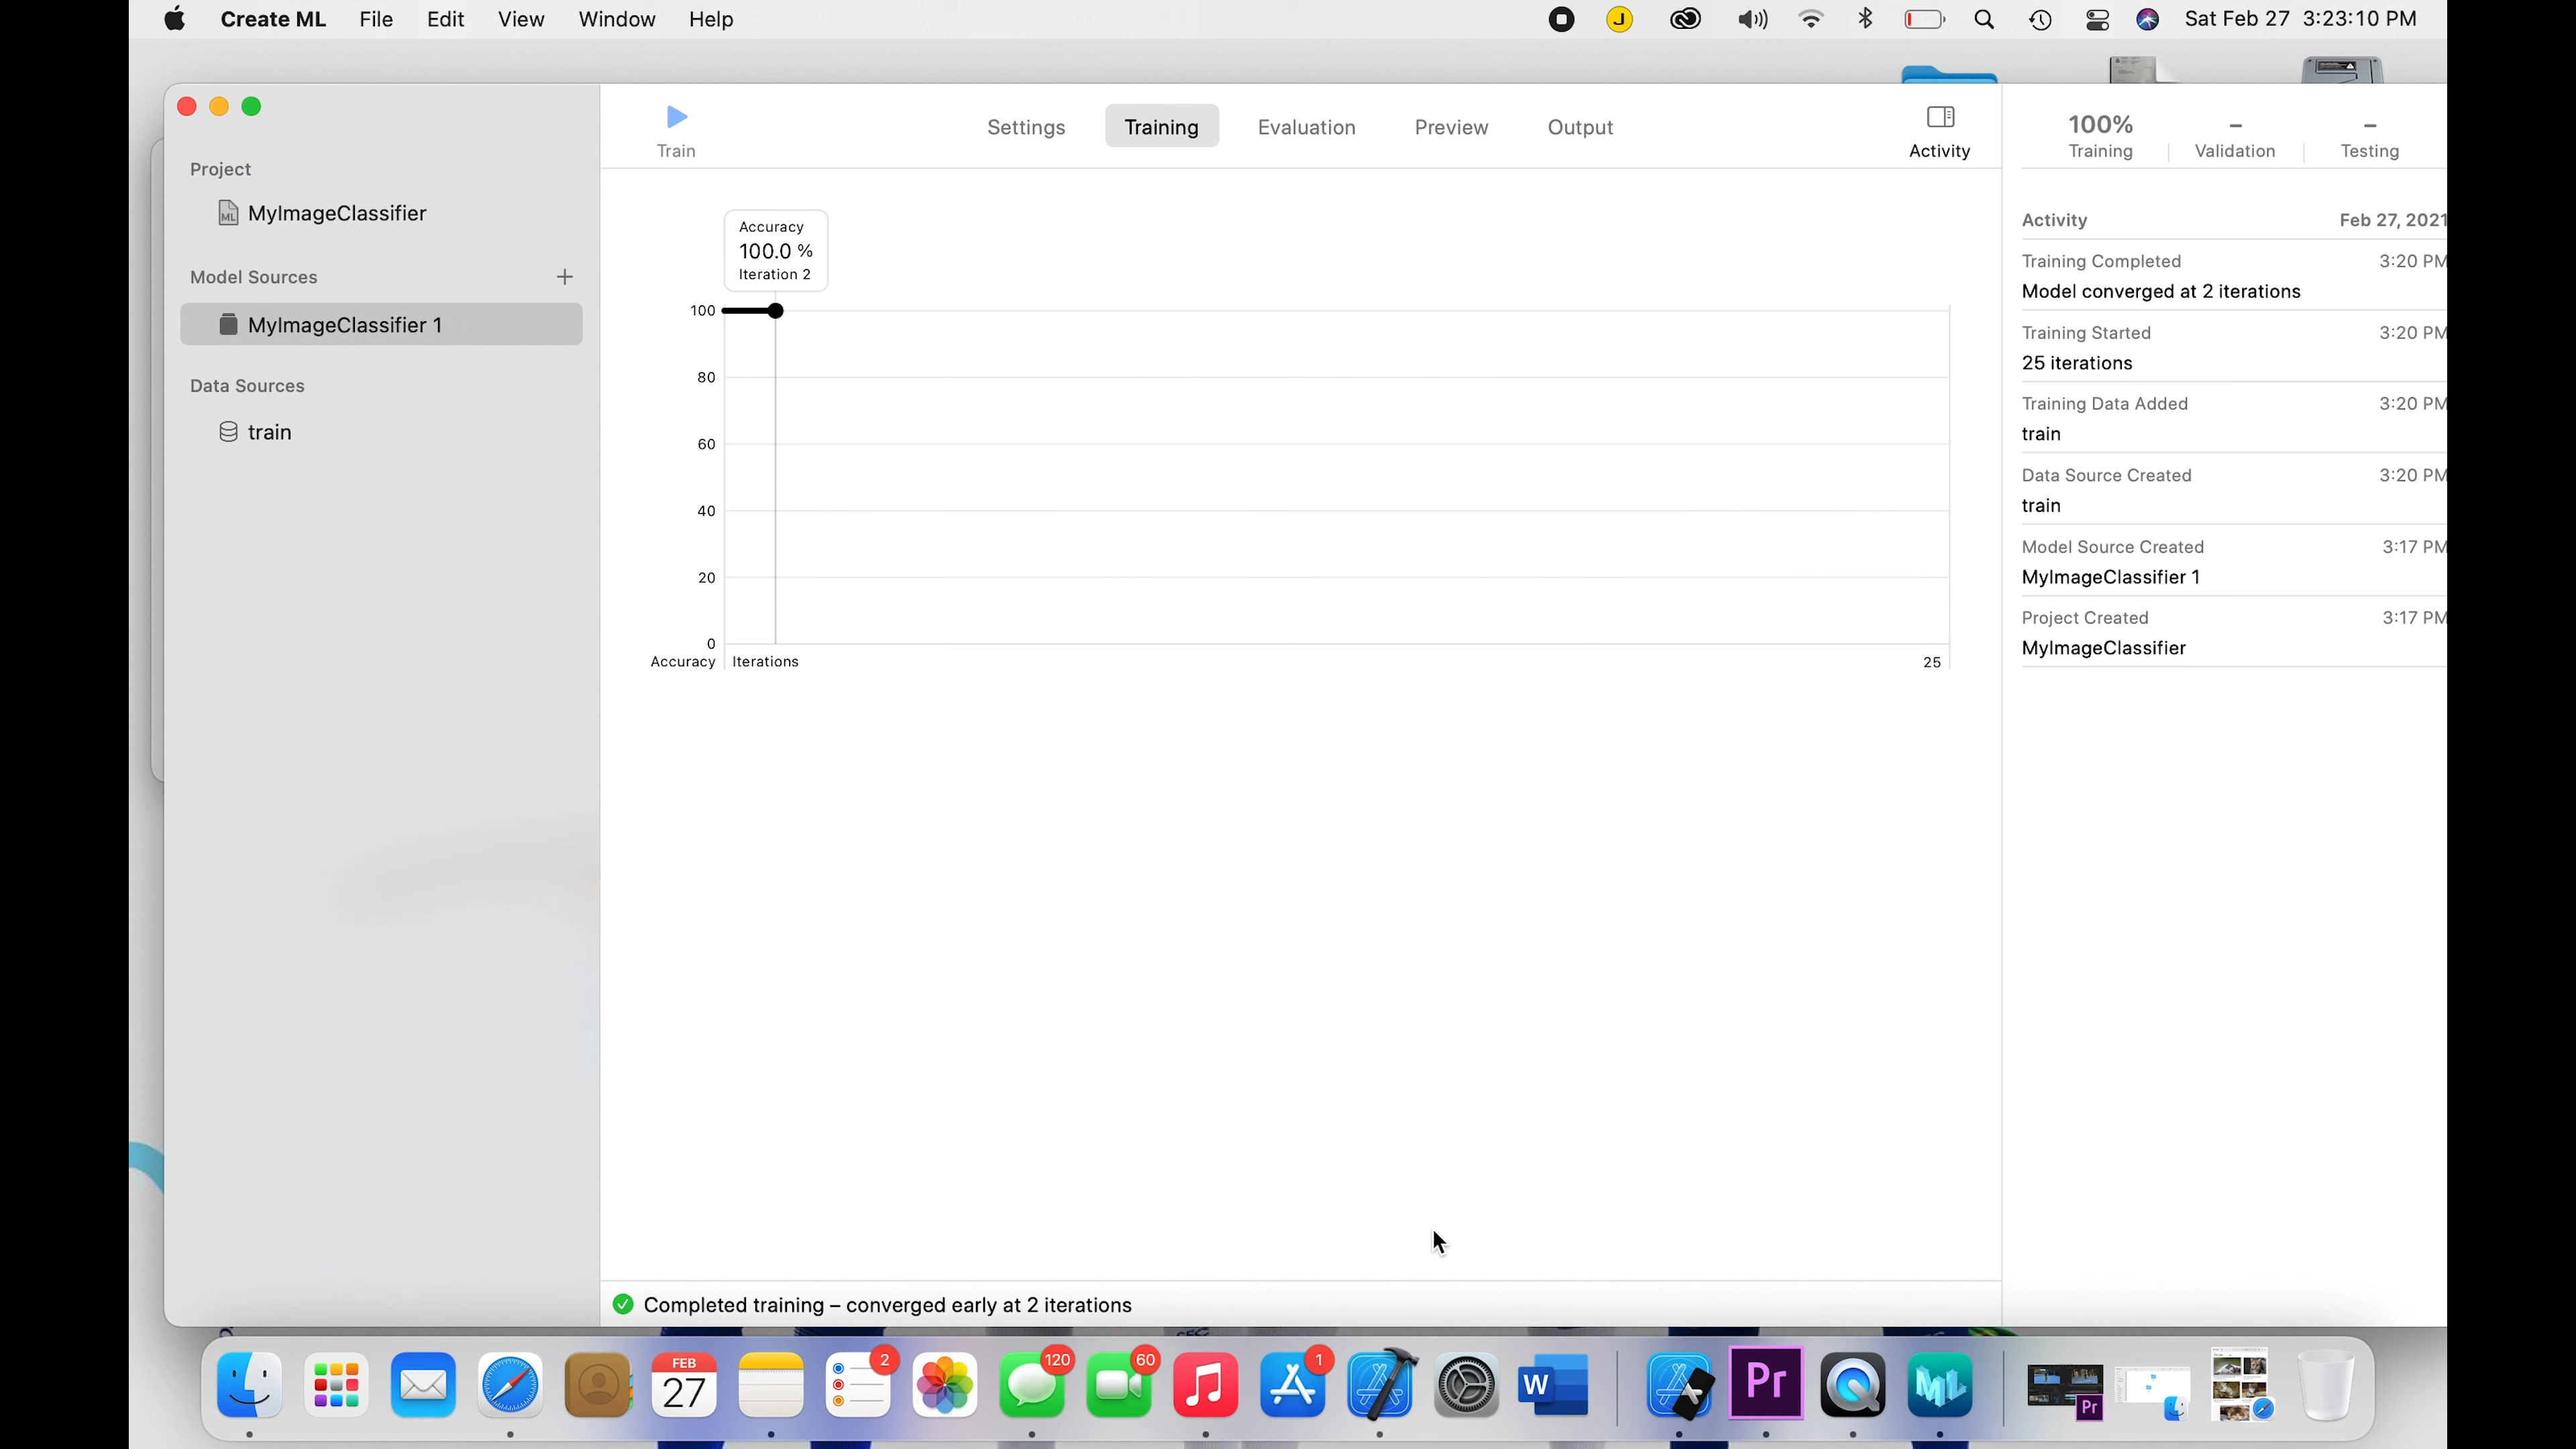 Create ML File Edit View Window Help
J
Sat Feb 27 3:23:10 PM
Project
ML MyImageClassifier
Model Sources +
MyImageClassifier 1
Data Sources
train
Train
Settings Training Evaluation Preview Output
Activity
100% – –
Training Validation Testing
Accuracy
100.0 %
Iteration 2
100
80
60
40
20
0
Accuracy Iterations 25
Activity Feb 27, 2021
Training Completed 3:20 PM
Model converged at 2 iterations
Training Started 3:20 PM
25 iterations
Training Data Added 3:20 PM
train
Data Source Created 3:20 PM
train
Model Source Created 3:17 PM
MyImageClassifier 1
Project Created 3:17 PM
MyImageClassifier
Completed training – converged early at 2 iterations
FEB
27
2
120
60
1
W
Pr
ML
Pr